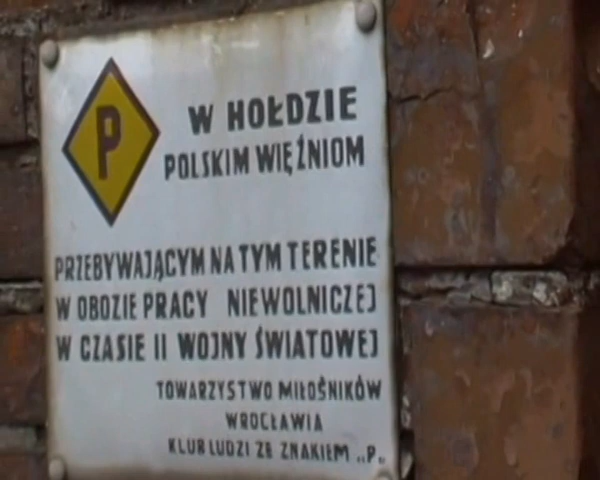 P
W HOŁDZIE
POLSKIM WIĘŹNIOM
PRZEBYWAJĄCYM NA TYM TERENIE
W OBOZIE PRACY NIEWOLNICZEJ
W CZASIE II WOJNY ŚWIATOWEJ
TOWARZYSTWO MIŁOŚNIKÓW
WROCŁAWIA
KLUB LUDZI ZE ZNAKIEM „P„